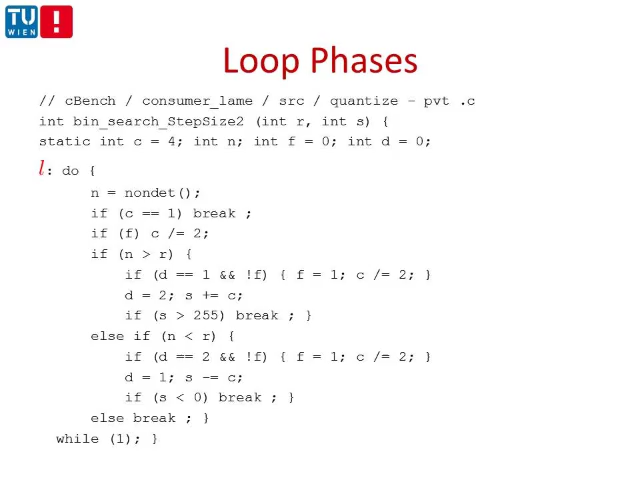 TU
WIEN
!
Loop Phases
// cBench / consumer_lame / src / quantize - pvt .c
int bin_search_StepSize2 (int r, int s) {
static int c = 4; int n; int f = 0; int d = 0;
l: do {
n = nondet();
if (c == 1) break ;
if (f) c /= 2;
if (n > r) {
if (d == 1 && !f) { f = 1; c /= 2; }
d = 2; s += c;
if (s > 255) break ; }
else if (n < r) {
if (d == 2 && !f) { f = 1; c /= 2; }
d = 1; s -= c;
if (s < 0) break ; }
else break ; }
while (1); }